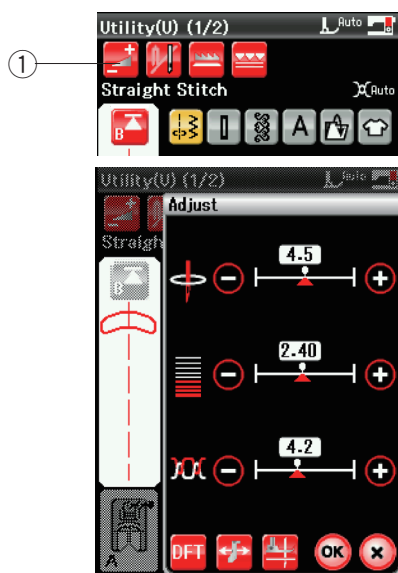 Utility(U) (1/2) Auto
1
Straight Stitch Auto
B
A
Utility(U) (1/2) Auto
Adjust
Straigh
B
4.5
2.40
4.2
A
DFT OK